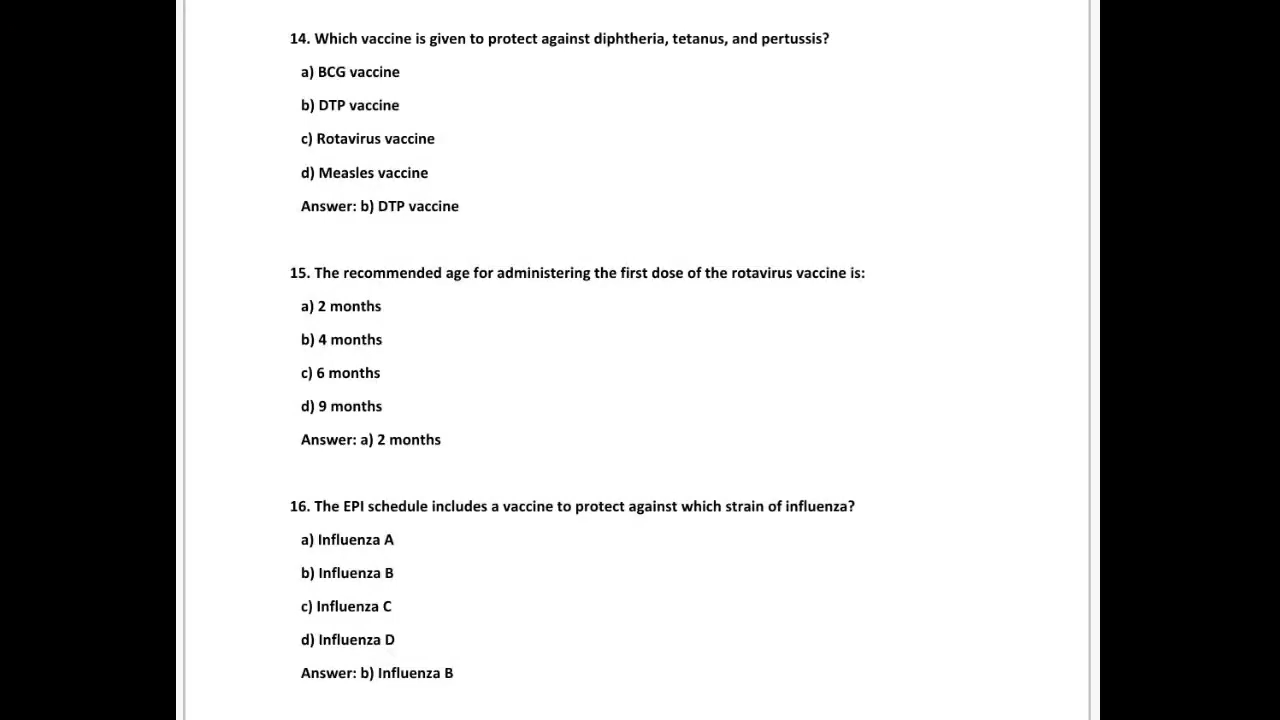 14. Which vaccine is given to protect against diphtheria, tetanus, and pertussis?
a) BCG vaccine
b) DTP vaccine
c) Rotavirus vaccine
d) Measles vaccine
Answer: b) DTP vaccine
15. The recommended age for administering the first dose of the rotavirus vaccine is:
a) 2 months
b) 4 months
c) 6 months
d) 9 months
Answer: a) 2 months
16. The EPI schedule includes a vaccine to protect against which strain of influenza?
a) Influenza A
b) Influenza B
c) Influenza C
d) Influenza D
Answer: b) Influenza B